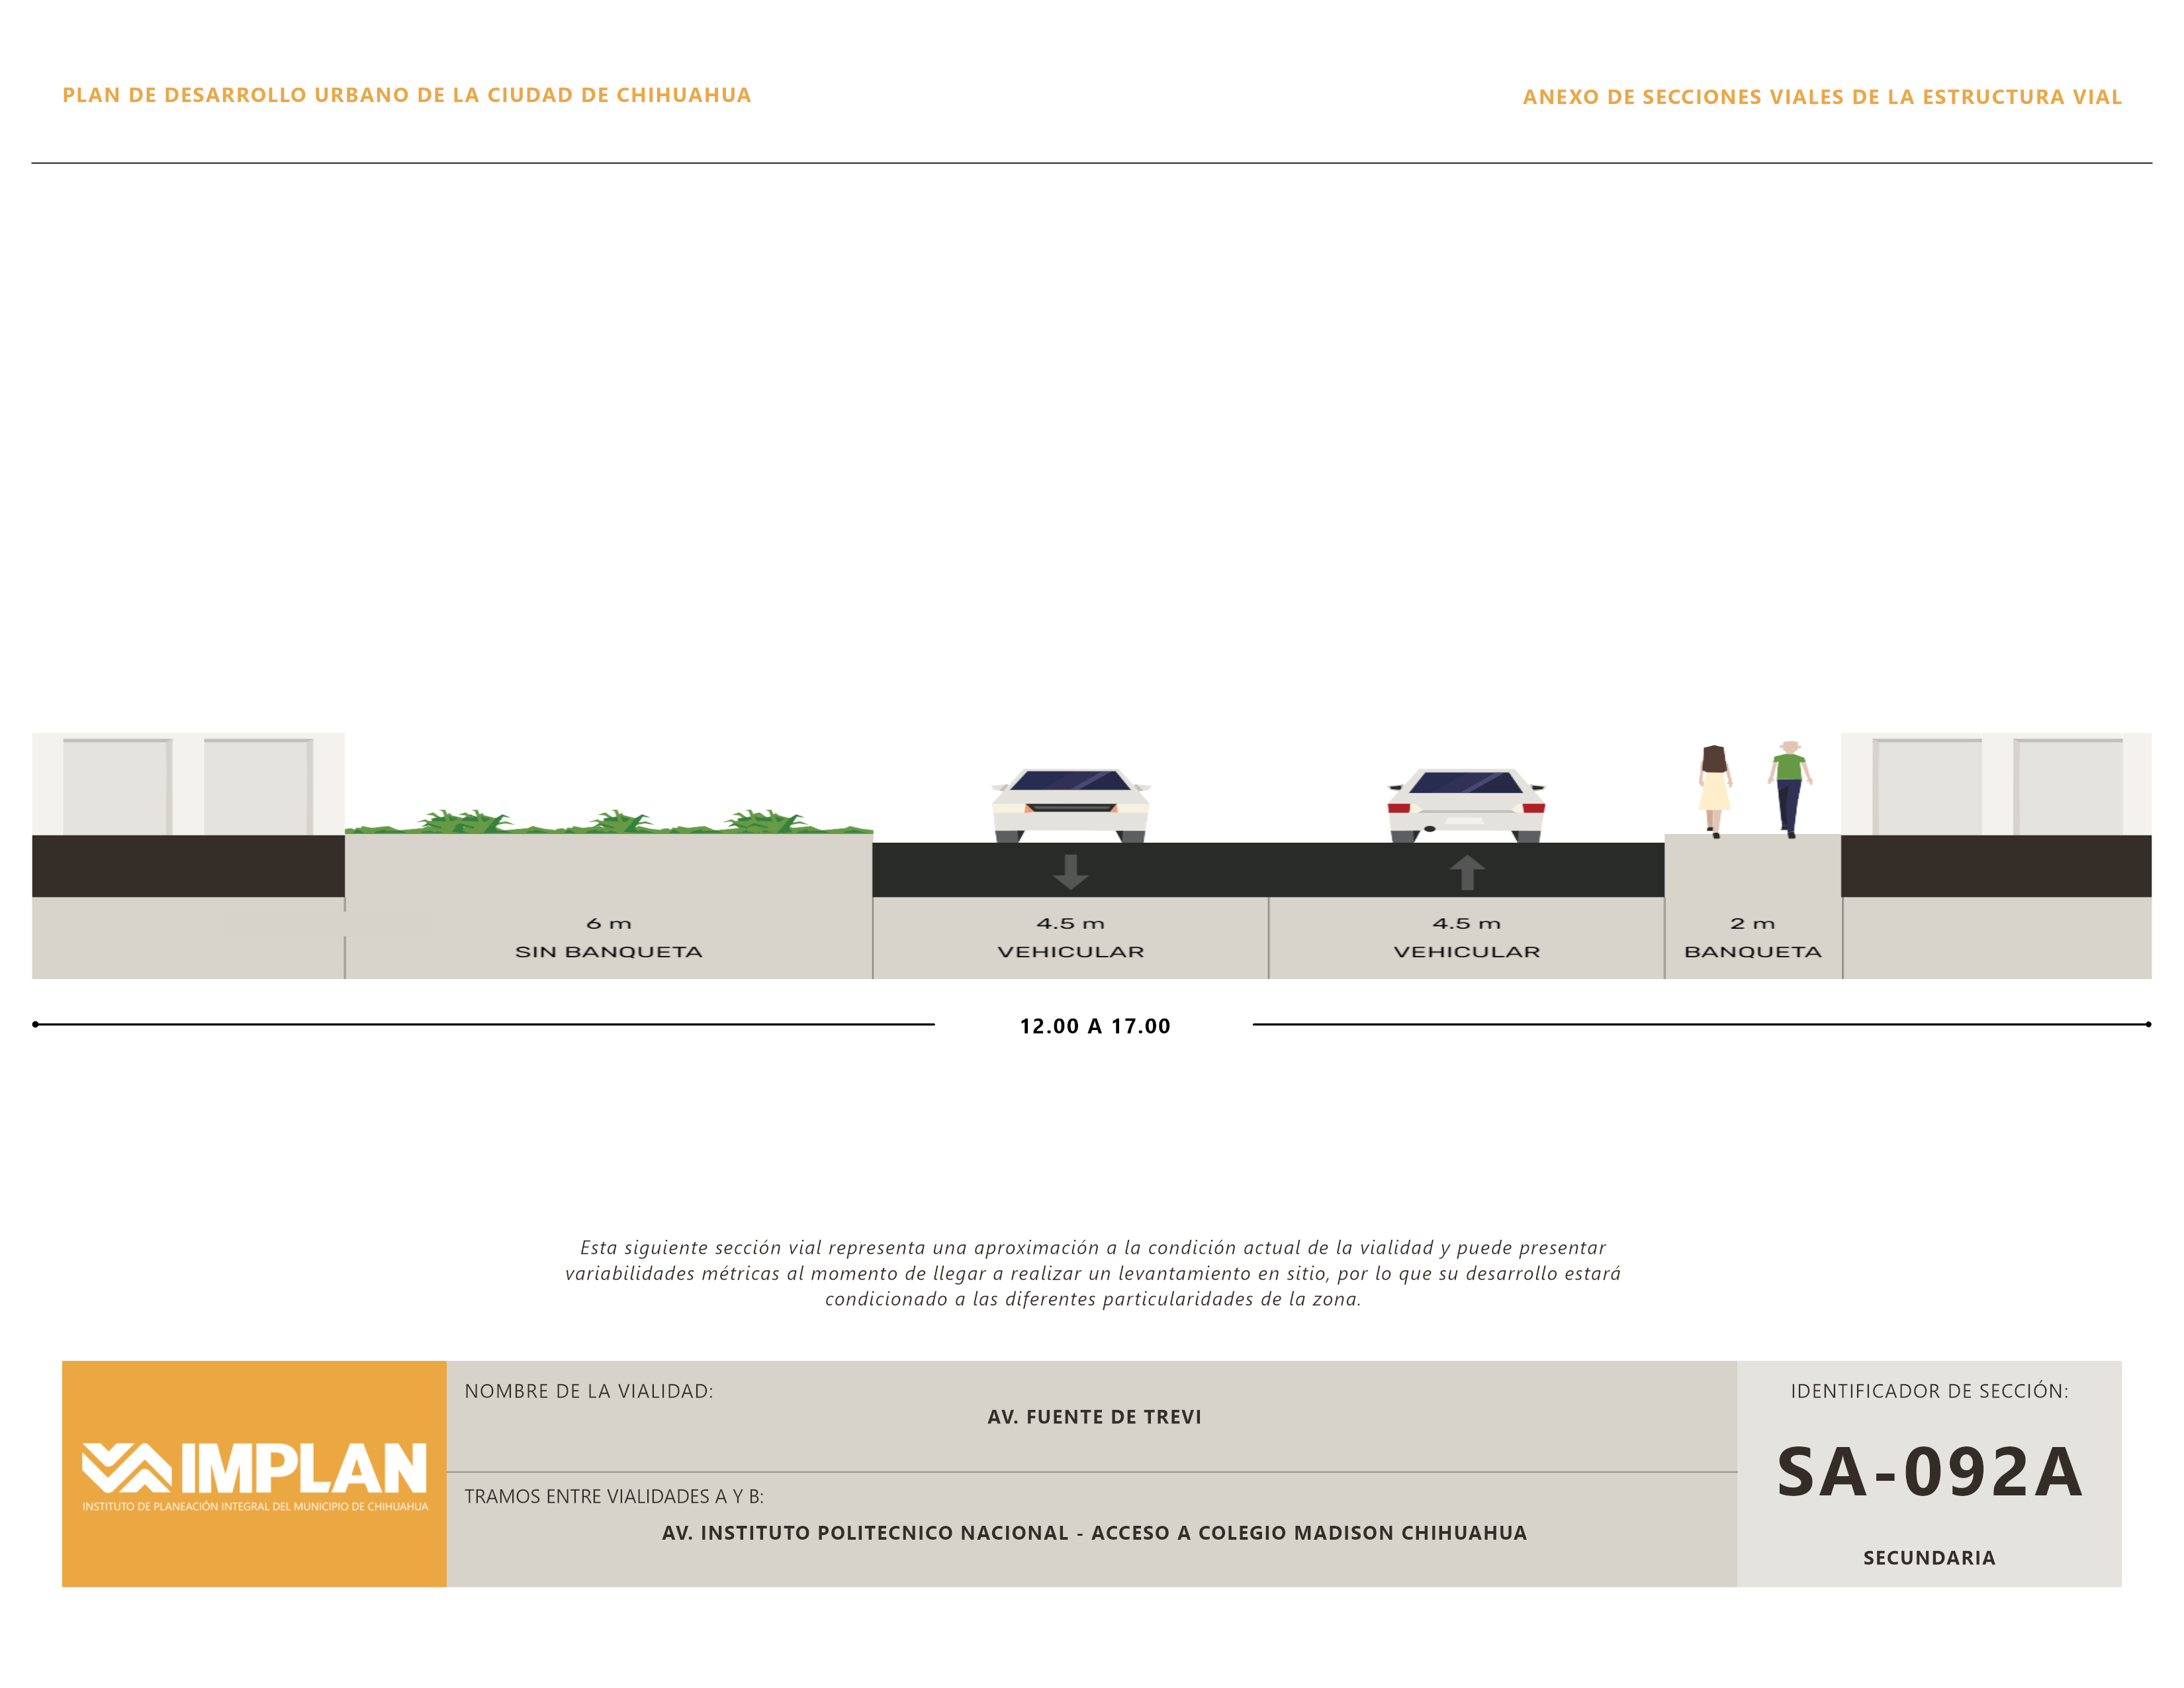 PLAN DE DESARROLLO URBANO DE LA CIUDAD DE CHIHUAHUA
ANEXO DE SECCIONES VIALES DE LA ESTRUCTURA VIAL
6 m
SIN BANQUETA
4.5 m
VEHICULAR
4.5 m
VEHICULAR
2 m
BANQUETA
12.00 A 17.00
Esta siguiente sección vial representa una aproximación a la condición actual de la vialidad y puede presentar
variabilidades métricas al momento de llegar a realizar un levantamiento en sitio, por lo que su desarrollo estará
condicionado a las diferentes particularidades de la zona.
IMPLAN
INSTITUTO DE PLANEACIÓN INTEGRAL DEL MUNICIPIO DE CHIHUAHUA
NOMBRE DE LA VIALIDAD:
AV. FUENTE DE TREVI
TRAMOS ENTRE VIALIDADES A Y B:
AV. INSTITUTO POLITECNICO NACIONAL - ACCESO A COLEGIO MADISON CHIHUAHUA
IDENTIFICADOR DE SECCIÓN:
SA-092A
SECUNDARIA